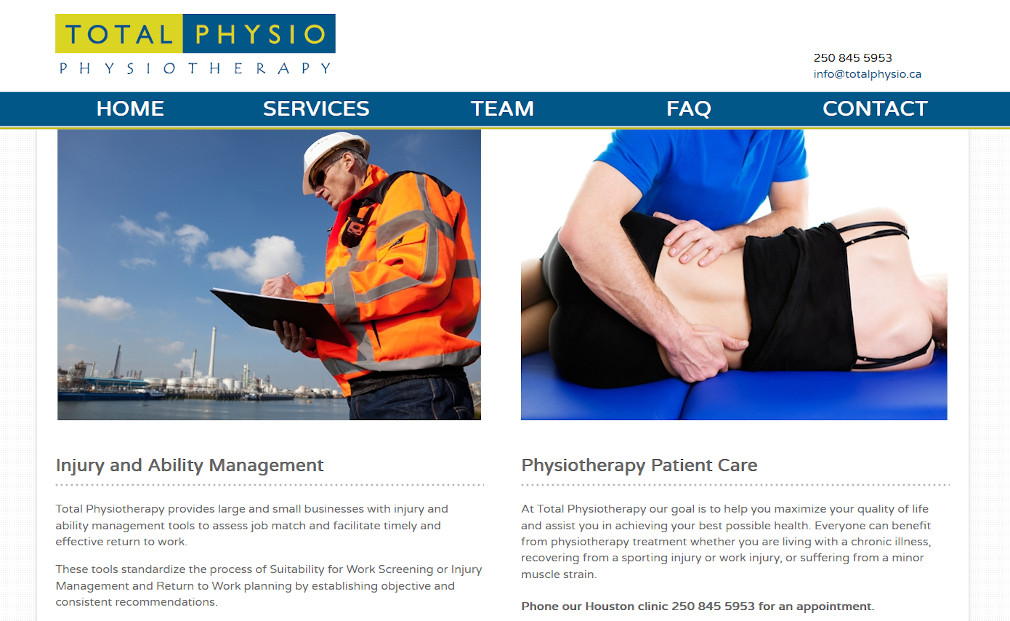 TOTAL PHYSIO
PHYSIOTHERAPY
250 845 5953
info@totalphysio.ca
HOME SERVICES TEAM FAQ CONTACT
Injury and Ability Management
Total Physiotherapy provides large and small businesses with injury and
ability management tools to assess job match and facilitate timely and
effective return to work.
These tools standardize the process of Suitability for Work Screening or Injury
Management and Return to Work planning by establishing objective and
consistent recommendations.
Physiotherapy Patient Care
At Total Physiotherapy our goal is to help you maximize your quality of life
and assist you in achieving your best possible health. Everyone can benefit
from physiotherapy treatment whether you are living with a chronic illness,
recovering from a sporting injury or work injury, or suffering from a minor
muscle strain.
Phone our Houston clinic 250 845 5953 for an appointment.